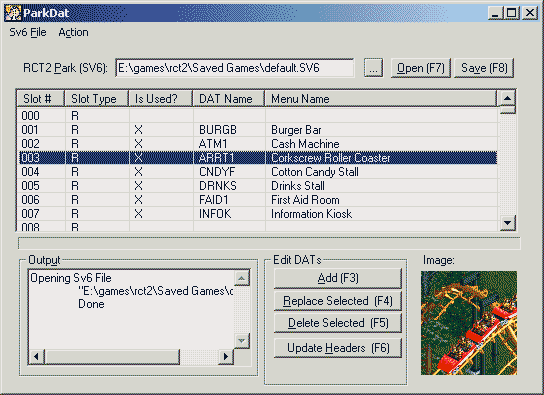 ParkDat
Sv6 File Action
RCT2 Park (SV6): E:\games\rct2\Saved Games\default.SV6 ... Open (F7) Save (F8)
Slot # Slot Type Is Used? DAT Name Menu Name
000 R
001 R X BURGB Burger Bar
002 R X ATM1 Cash Machine
003 R X ARRT1 Corkscrew Roller Coaster
004 R X CNDYF Cotton Candy Stall
005 R X DRNKS Drinks Stall
006 R X FAID1 First Aid Room
007 R X INFOK Information Kiosk
008 R
Output
Opening Sv6 File
"E:\games\rct2\Saved Games\c
Done
Edit DATs
Add (F3)
Replace Selected (F4)
Delete Selected (F5)
Update Headers (F6)
Image: